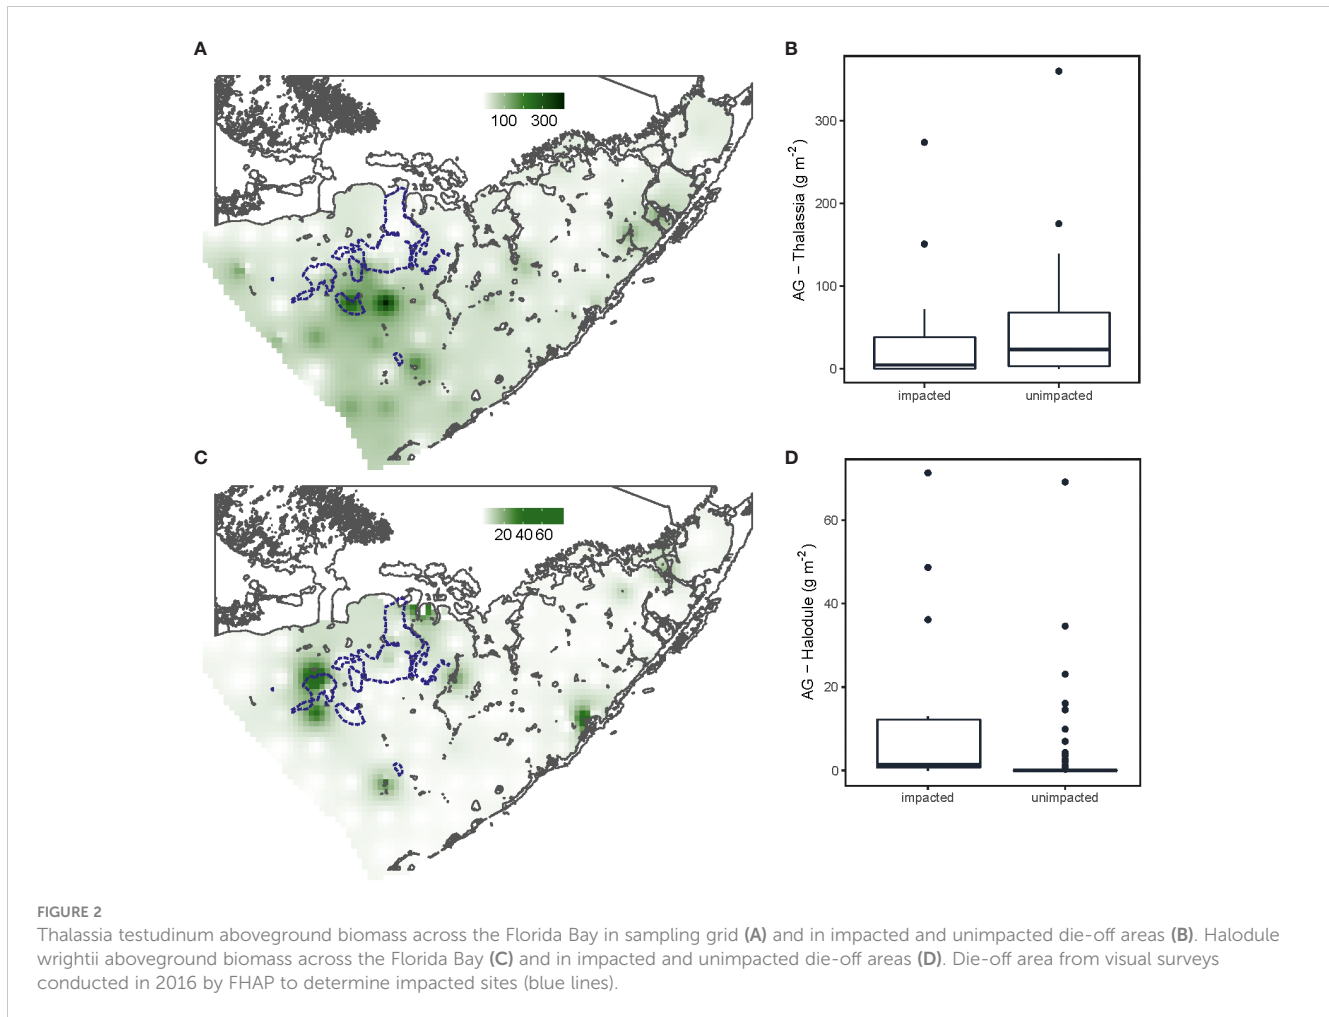 A
100 300
B
AG – Thalassia (g m-2)
300
200
100
0
impacted unimpacted
C
20 40 60
D
AG – Halodule (g m-2)
60
40
20
0
impacted unimpacted
FIGURE 2
Thalassia testudinum aboveground biomass across the Florida Bay in sampling grid (A) and in impacted and unimpacted die-off areas (B). Halodule
wrightii aboveground biomass across the Florida Bay (C) and in impacted and unimpacted die-off areas (D). Die-off area from visual surveys
conducted in 2016 by FHAP to determine impacted sites (blue lines).